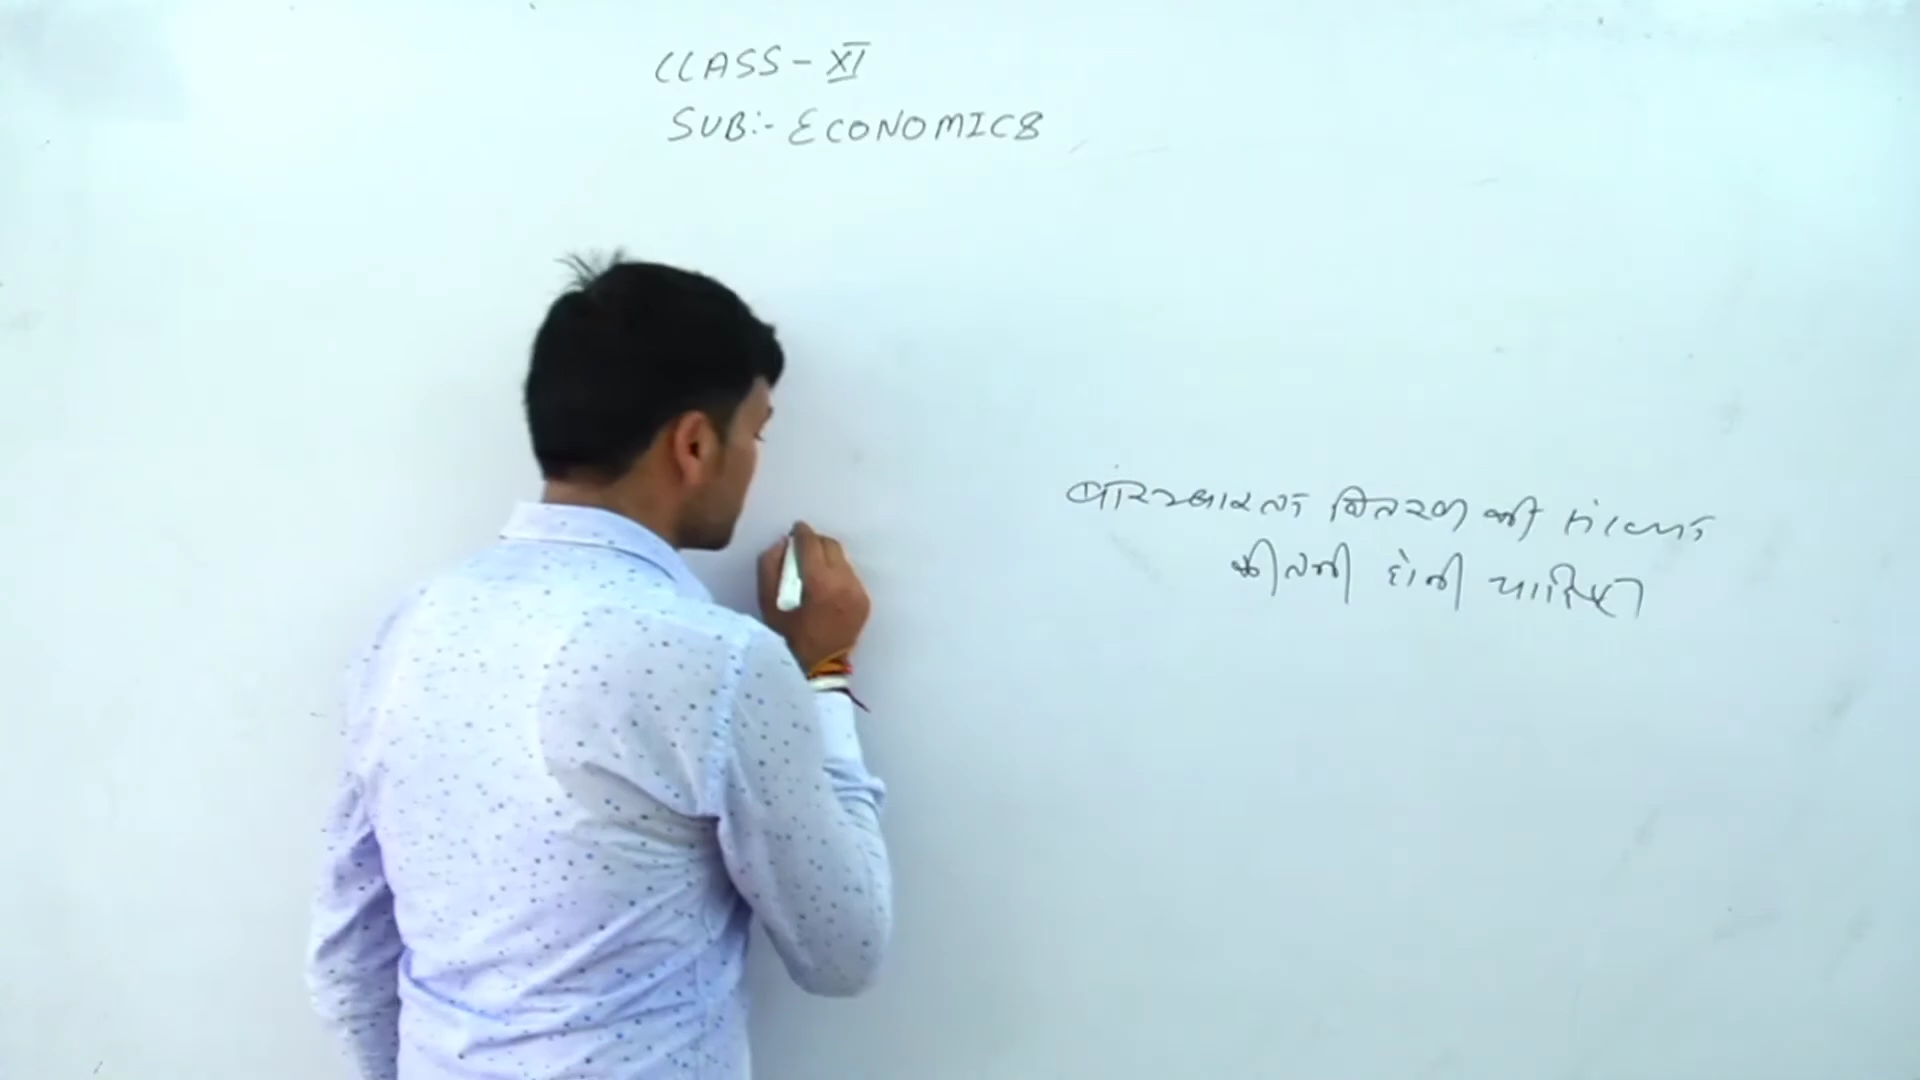 CLASS - XI
SUB:- ECONOMICS
बारम्बारता वितरण की
कीतनी होनी चाहिए